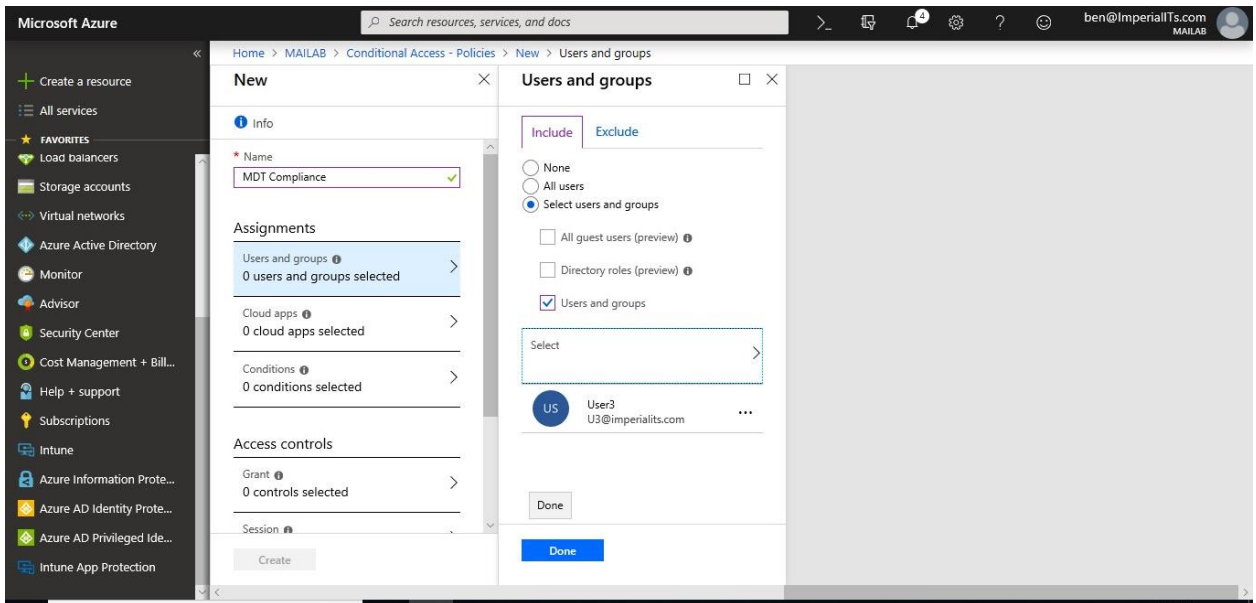 Microsoft Azure
Search resources, services, and docs
4
ben@ImperialITs.com
MAILAB
Home > MAILAB > Conditional Access - Policies > New > Users and groups
Create a resource
All services
FAVORITES
Load balancers
Storage accounts
Virtual networks
Azure Active Directory
Monitor
Advisor
Security Center
Cost Management + Bill...
Help + support
Subscriptions
Intune
Azure Information Prote...
Azure AD Identity Prote...
Azure AD Privileged Ide...
Intune App Protection
New
Info
* Name
MDT Compliance
Assignments
Users and groups
0 users and groups selected
Cloud apps
0 cloud apps selected
Conditions
0 conditions selected
Access controls
Grant
0 controls selected
Session
Create
Users and groups
Include Exclude
None
All users
Select users and groups
All guest users (preview)
Directory roles (preview)
Users and groups
Select
US
User3
U3@imperialits.com
Done
Done